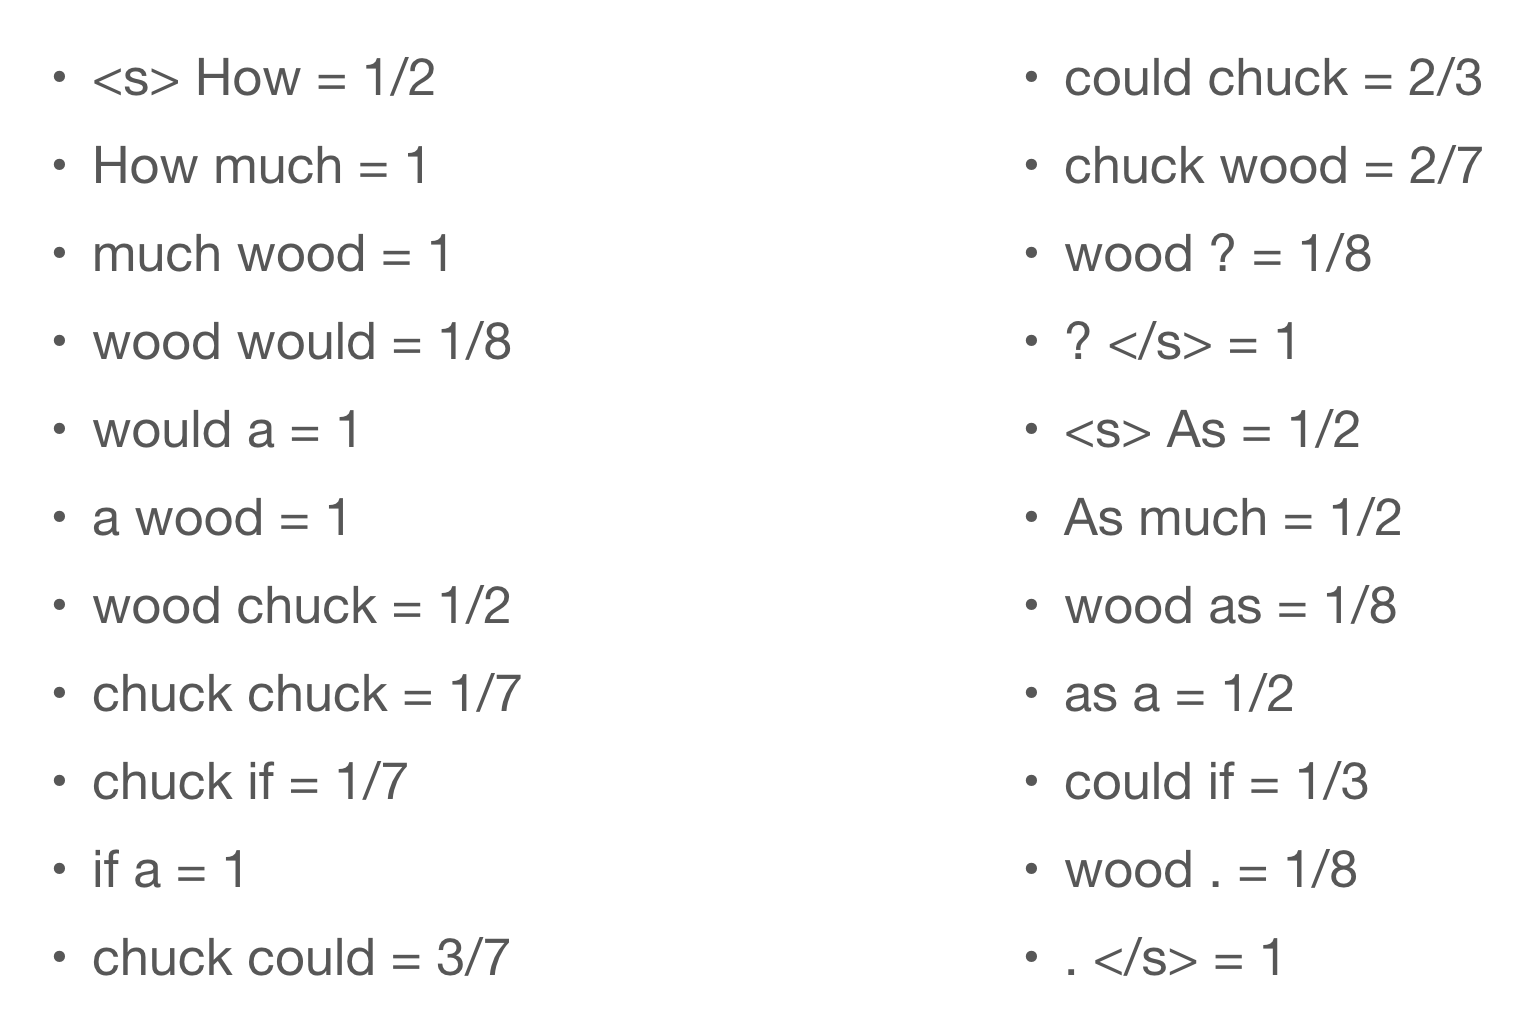 • <s> How = 1/2
• How much = 1
• much wood = 1
• wood would = 1/8
• would a = 1
• a wood = 1
• wood chuck = 1/2
• chuck chuck = 1/7
• chuck if = 1/7
• if a = 1
• chuck could = 3/7
• could chuck = 2/3
• chuck wood = 2/7
• wood ? = 1/8
• ? </s> = 1
• <s> As = 1/2
• As much = 1/2
• wood as = 1/8
• as a = 1/2
• could if = 1/3
• wood . = 1/8
• . </s> = 1